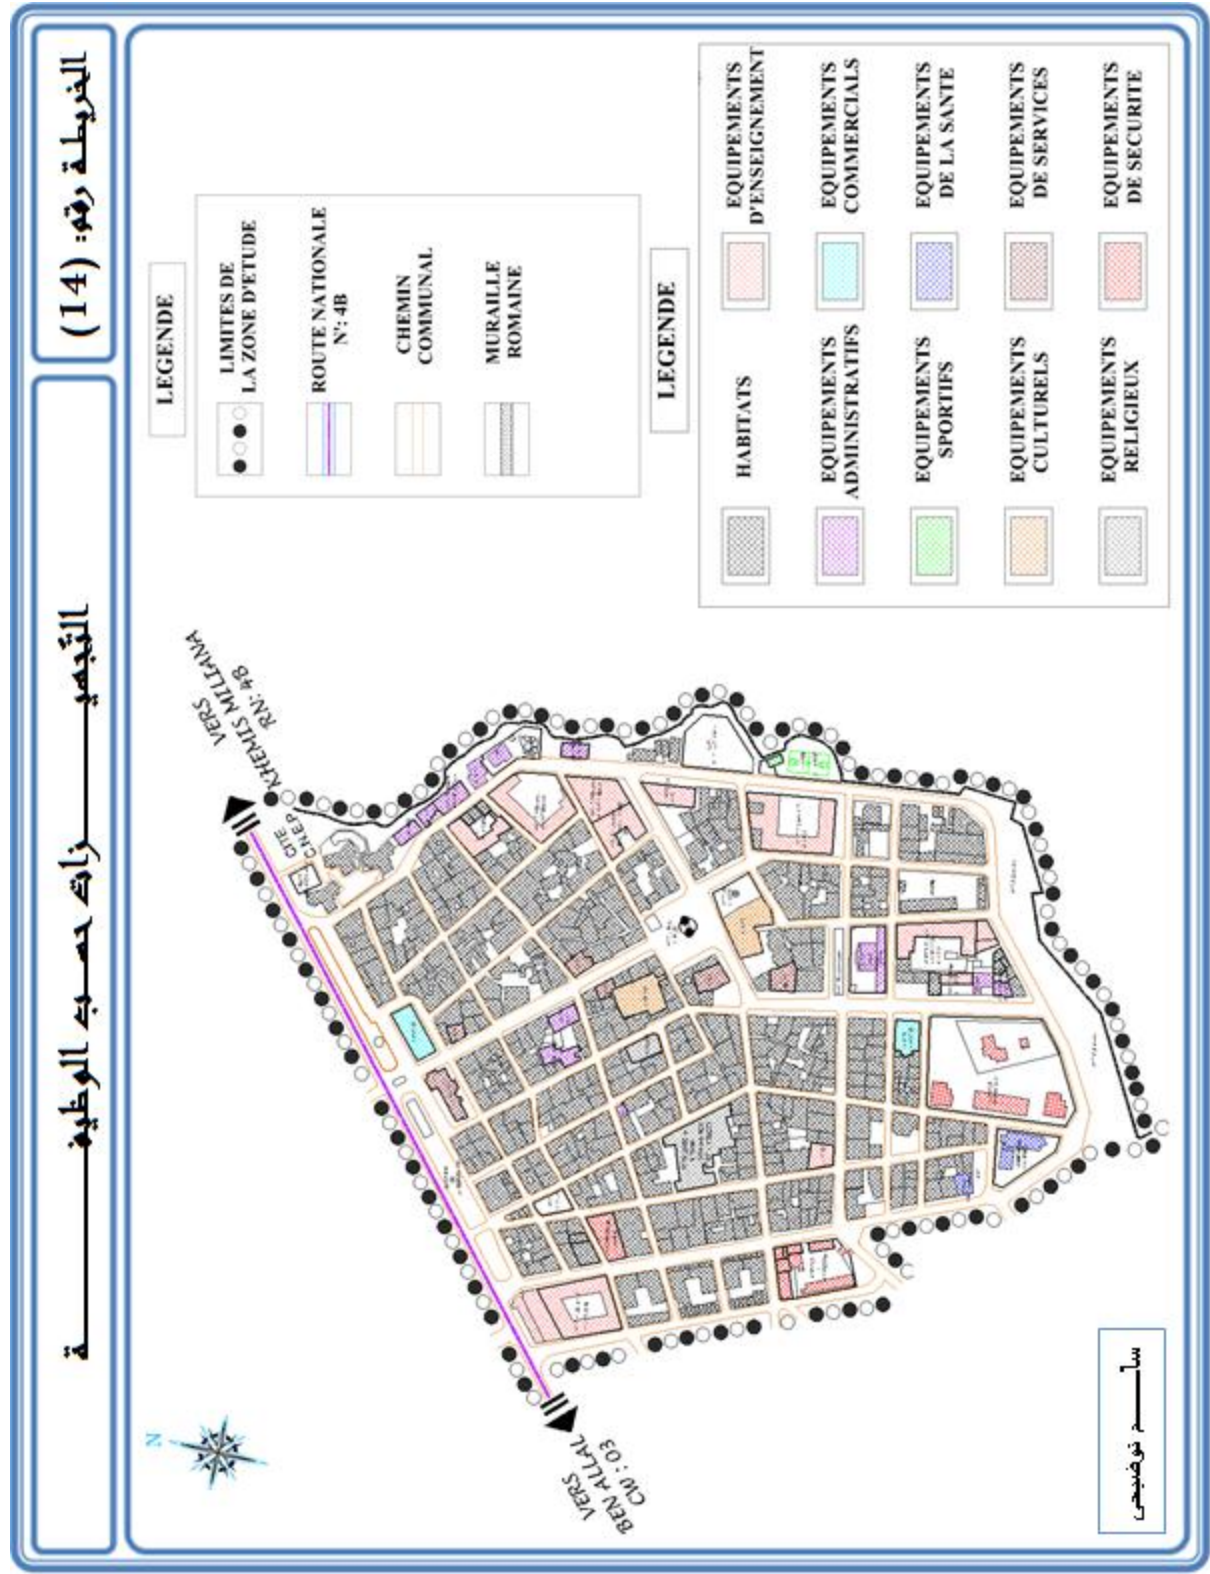 الخريطة رقم: (14)
التجهيزات حسب الوظيفة
LEGENDE
LIMITES DE
LA ZONE D'ETUDE
ROUTE NATIONALE
N°: 4B
CHEMIN
COMMUNAL
MURAILLE
ROMAINE
LEGENDE
HABITATS
EQUIPEMENTS
D'ENSEIGNEMENT
EQUIPEMENTS
ADMINISTRATIFS
EQUIPEMENTS
COMMERCIALS
EQUIPEMENTS
SPORTIFS
EQUIPEMENTS
DE LA SANTE
EQUIPEMENTS
CULTURELS
EQUIPEMENTS
DE SERVICES
EQUIPEMENTS
RELIGIEUX
EQUIPEMENTS
DE SECURITE
VERS
KHEMIS MILIANA
RN: 4B
CITE
C.N.E.P
VERS
BEN ALLAL
CW : 03
N
سلم توضيحي